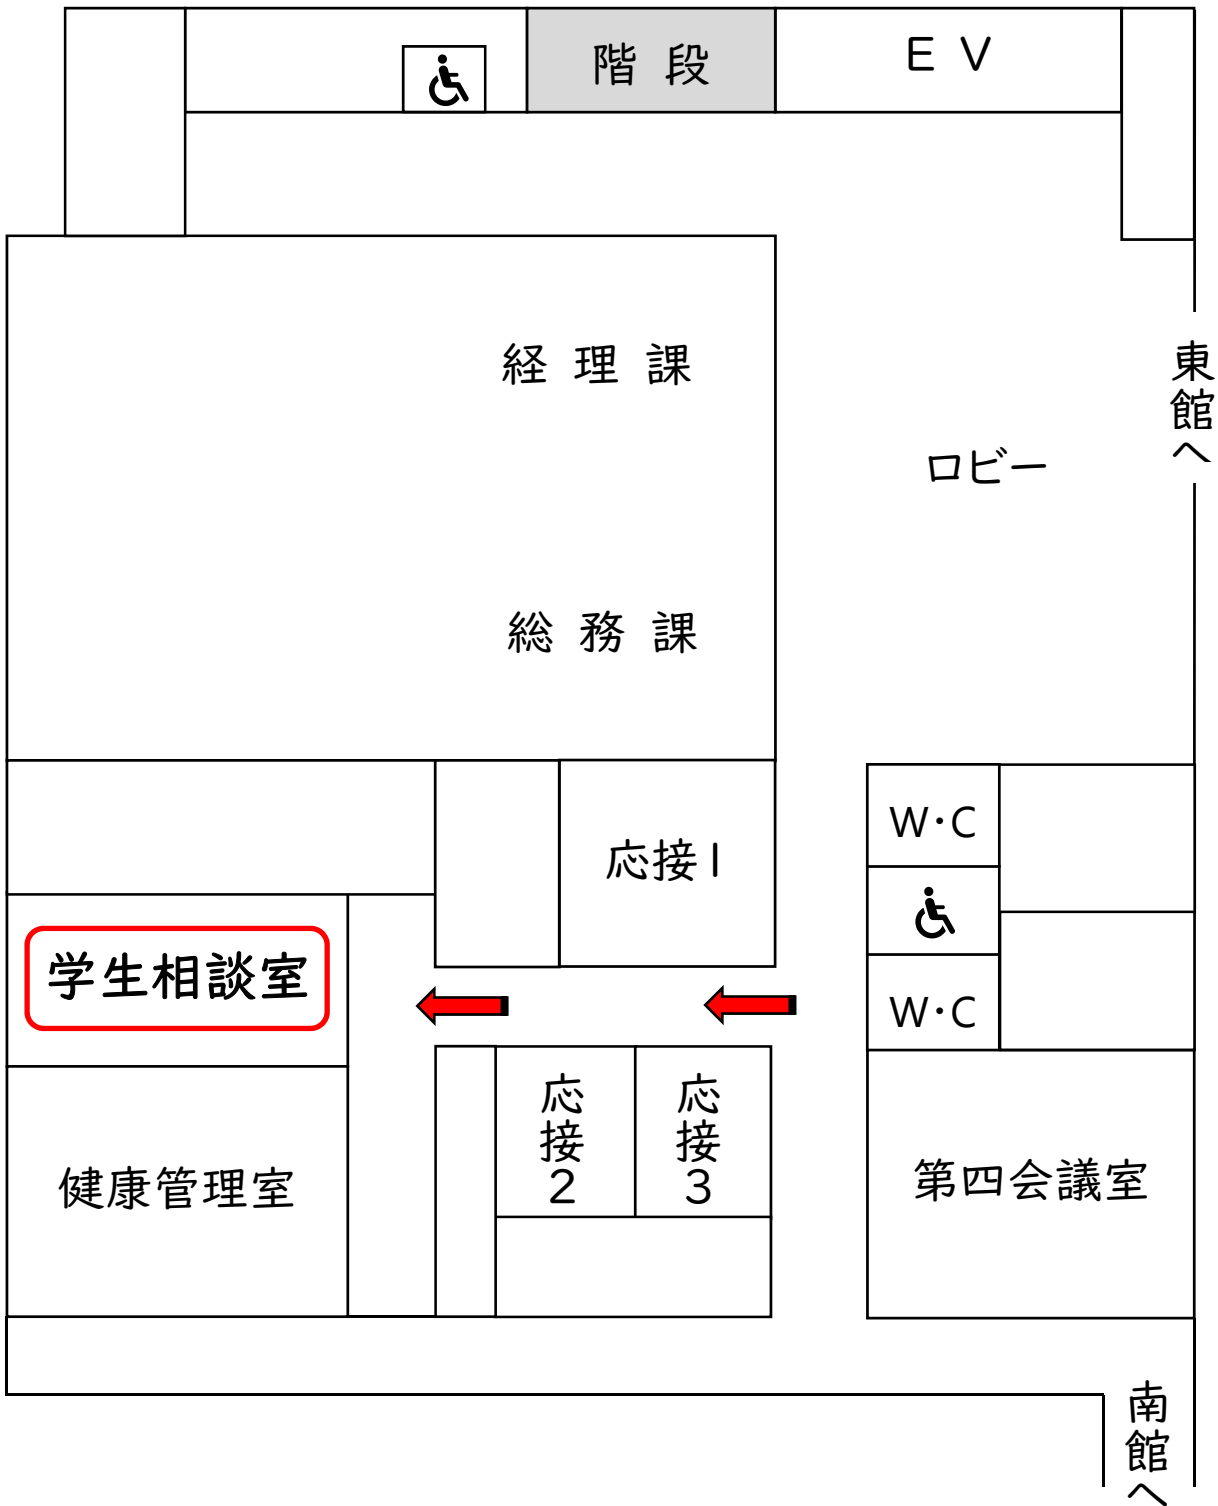 階段
EV
経理課
東館へ
ロビー
総務課
応接1
W・C
学生相談室
W・C
応接2
応接3
健康管理室
第四会議室
南館へ